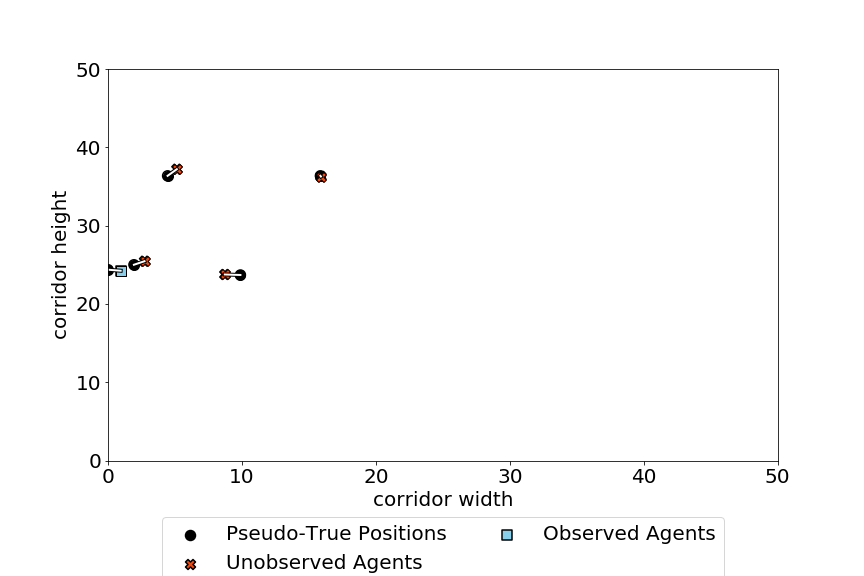 50
40
30
20
10
0
corridor height
0 10 20 30 40 50
corridor width
Pseudo-True Positions Observed Agents
Unobserved Agents